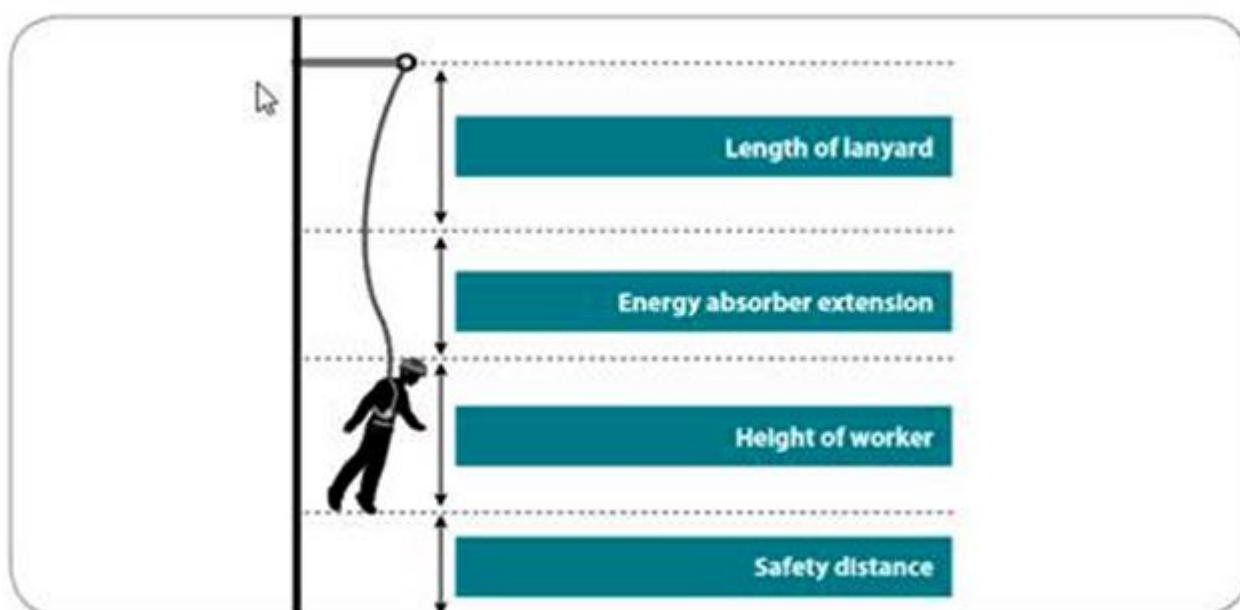 Length of lanyard
Energy absorber extension
Height of worker
Safety distance